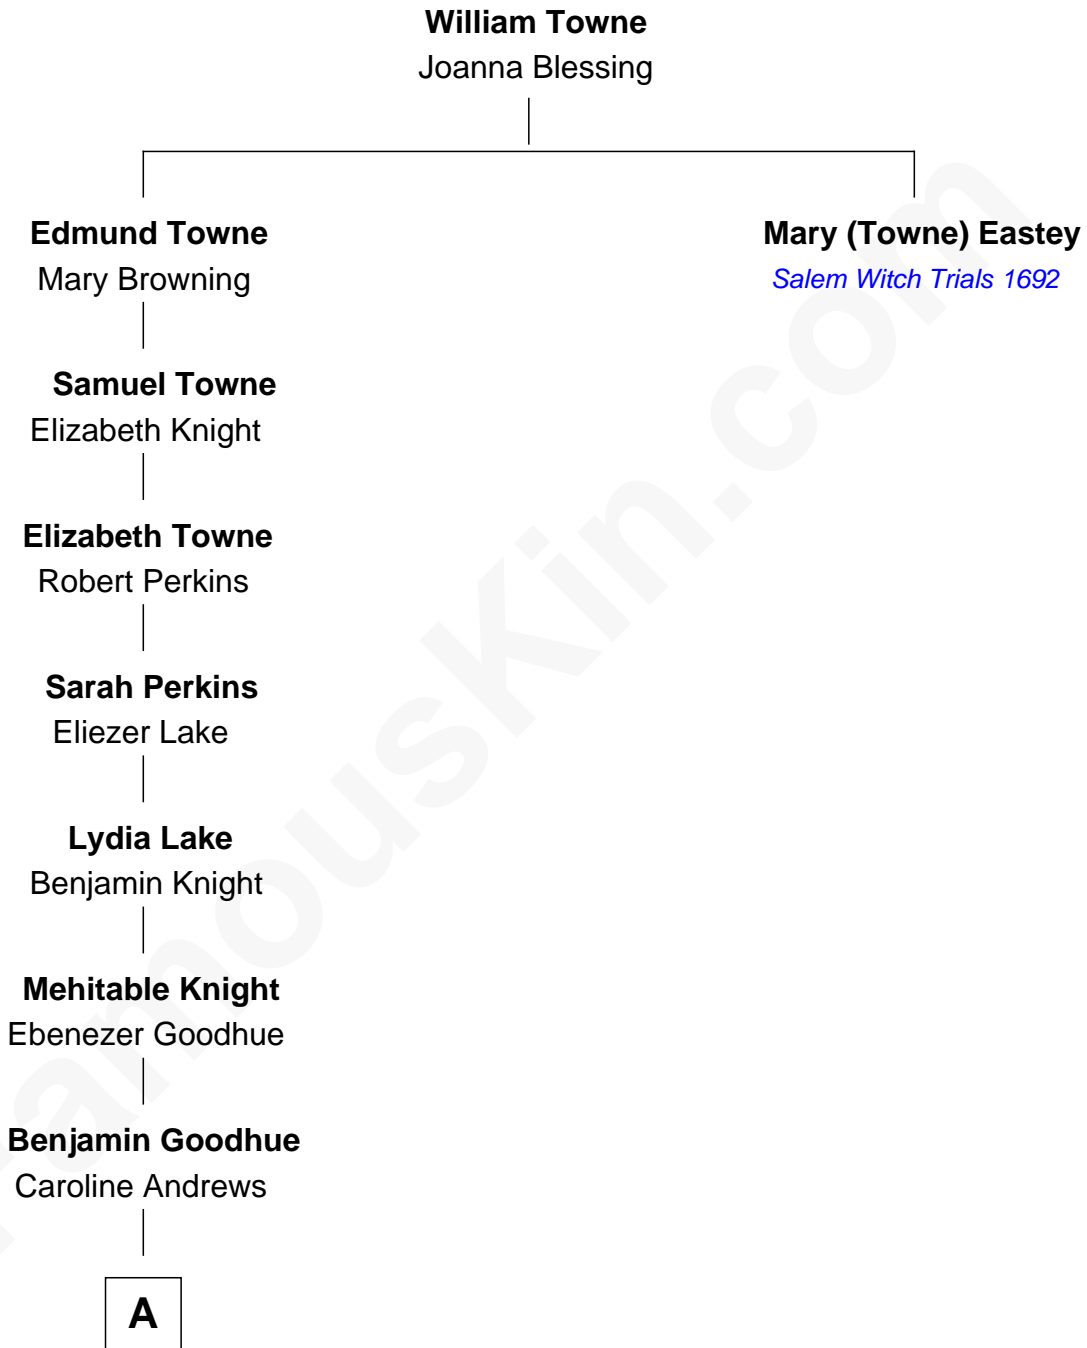 William Towne
Joanna Blessing
Edmund Towne
Mary Browning
Mary (Towne) Eastey
Salem Witch Trials 1692
Samuel Towne
Elizabeth Knight
Elizabeth Towne
Robert Perkins
Sarah Perkins
Eliezer Lake
Lydia Lake
Benjamin Knight
Mehitable Knight
Ebenezer Goodhue
Benjamin Goodhue
Caroline Andrews
A
FamousKin.com